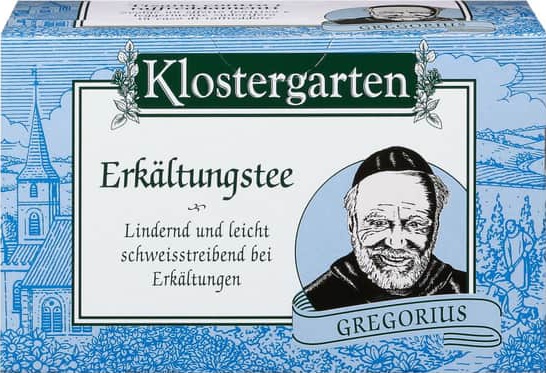 Klostergarten
Erkältungstee
Lindernd und leicht
schweisstreibend bei
Erkältungen
GREGORIUS